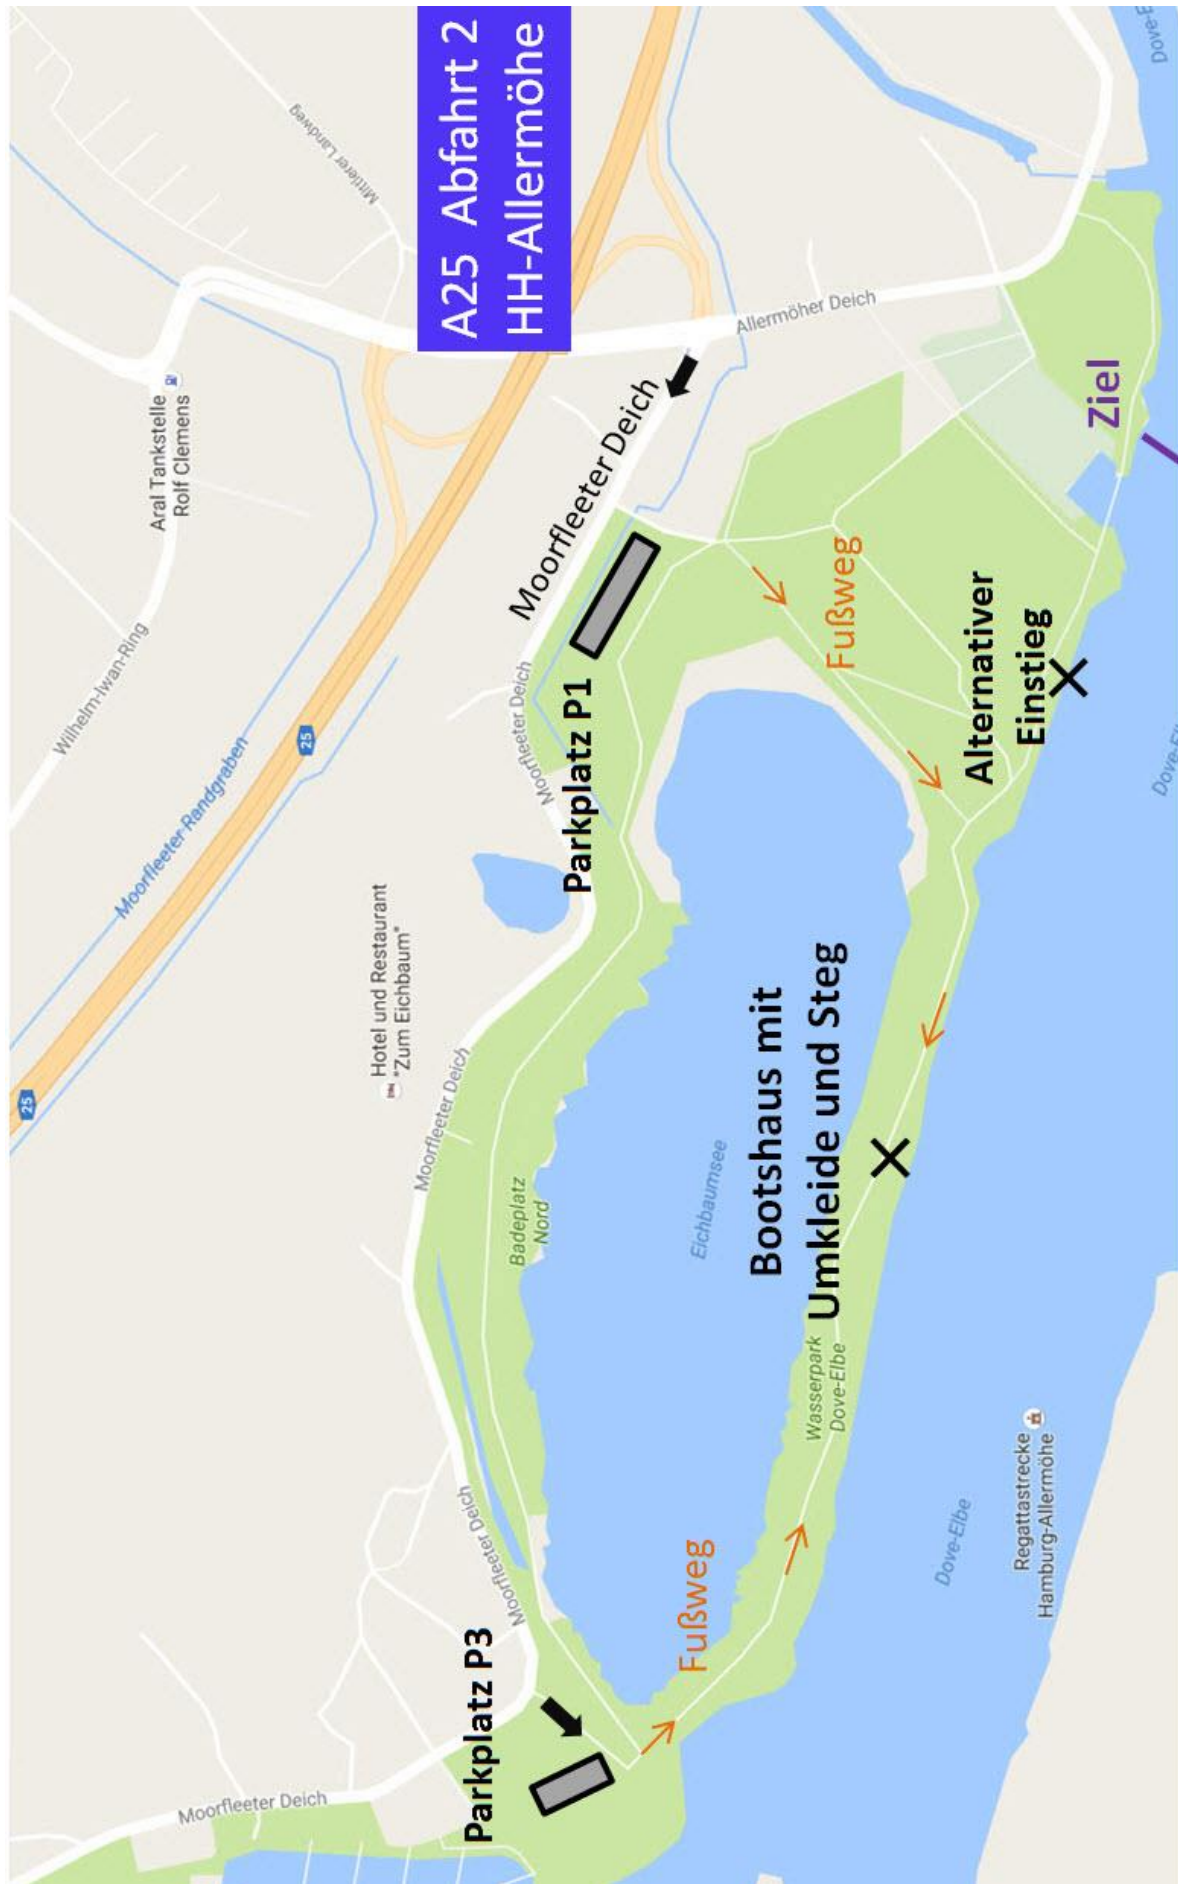 A25 Abfahrt 2
HH-Allermöhe
Mittlerer Landweg
Aral Tankstelle
Rolf Clemens
Wilhelm-Iwan-Ring
Moorfleeter Randgraben
25
25
Hotel und Restaurant
"Zum Eichbaum"
Allermöher Deich
Moorfleeter Deich
Moorfleeter Deich
Moorfleeter Deich
Moorfleeter Deich
Moorfleeter Deich
Moorfleeter Deich
Parkplatz P1
Parkplatz P3
Badeplatz
Nord
Eichbaumsee
Bootshaus mit
Umkleide und Steg
Wasserpark
Dove-Elbe
Fußweg
Fußweg
Alternativer
Einstieg
Ziel
Dove-Elbe
Regattastrecke
Hamburg-Allermöhe